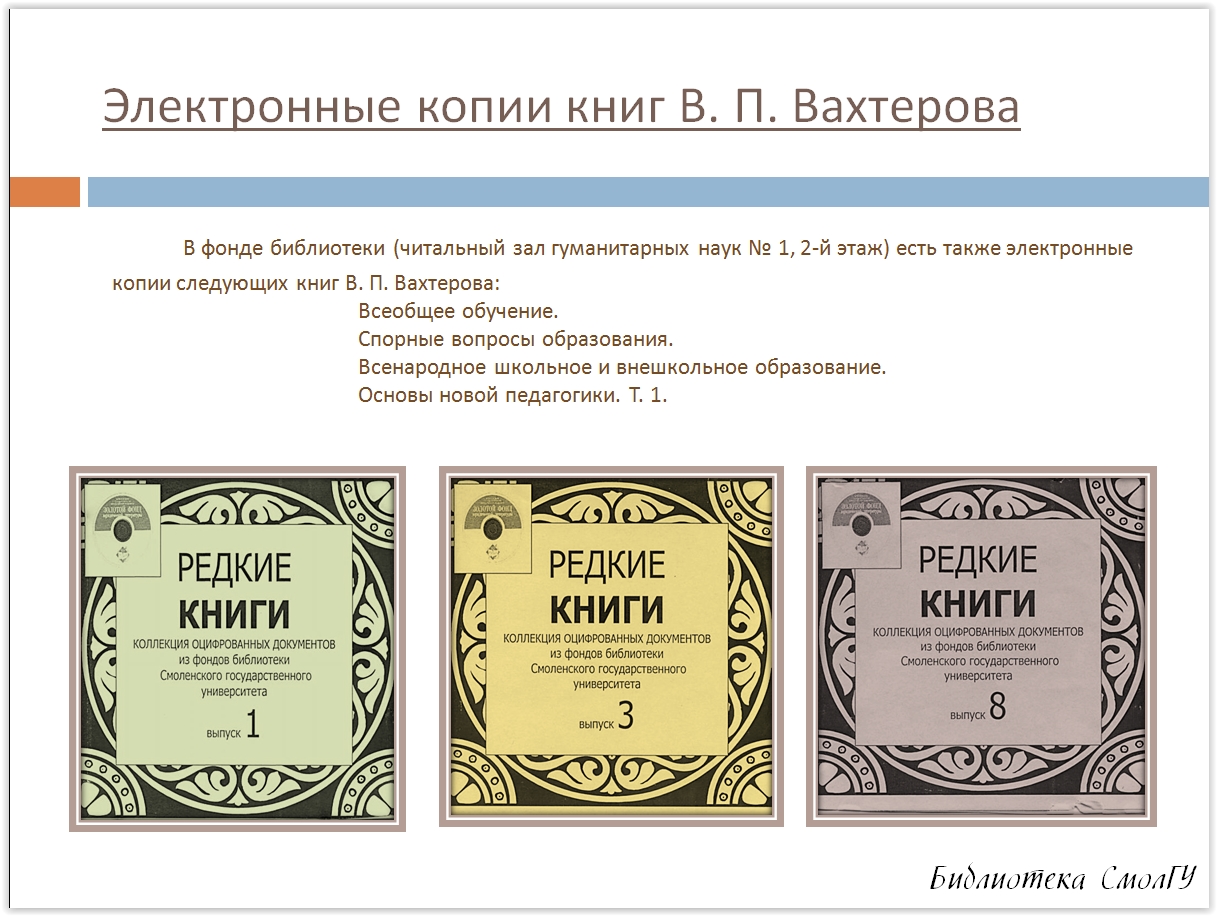 Электронные копии книг В. П. Вахтерова
В фонде библиотеки (читальный зал гуманитарных наук № 1, 2-й этаж) есть также электронные
копии следующих книг В. П. Вахтерова:
Всеобщее обучение.
Спорные вопросы образования.
Всенародное школьное и внешкольное образование.
Основы новой педагогики. Т. 1.
ЗОЛОТОЙ ФОНД
РЕДКИЕ
КНИГИ
КОЛЛЕКЦИЯ ОЦИФРОВАННЫХ ДОКУМЕНТОВ
из фондов библиотеки
Смоленского государственного
университета
выпуск 1
ЗОЛОТОЙ ФОНД
РЕДКИЕ
КНИГИ
КОЛЛЕКЦИЯ ОЦИФРОВАННЫХ ДОКУМЕНТОВ
из фондов библиотеки
Смоленского государственного
университета
выпуск 3
ЗОЛОТОЙ ФОНД
РЕДКИЕ
КНИГИ
КОЛЛЕКЦИЯ ОЦИФРОВАННЫХ ДОКУМЕНТОВ
из фондов библиотеки
Смоленского государственного
университета
выпуск 8
Библиотека СмолГУ